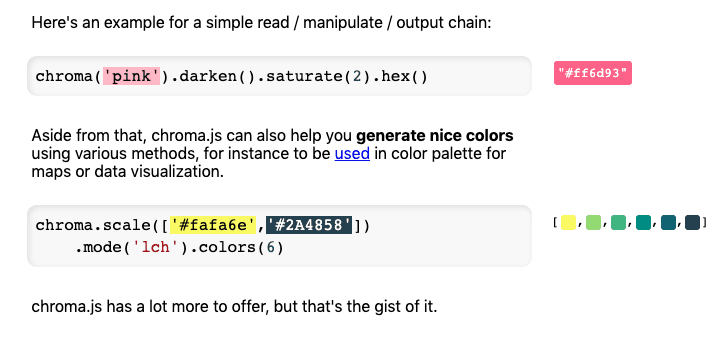 Here's an example for a simple read / manipulate / output chain:
chroma('pink').darken().saturate(2).hex()
"#ff6d93"
Aside from that, chroma.js can also help you generate nice colors
using various methods, for instance to be used in color palette for
maps or data visualization.
chroma.scale(['#fafa6e','#2A4858'])
.mode('lch').colors(6)
[ , , , , , ]
chroma.js has a lot more to offer, but that's the gist of it.